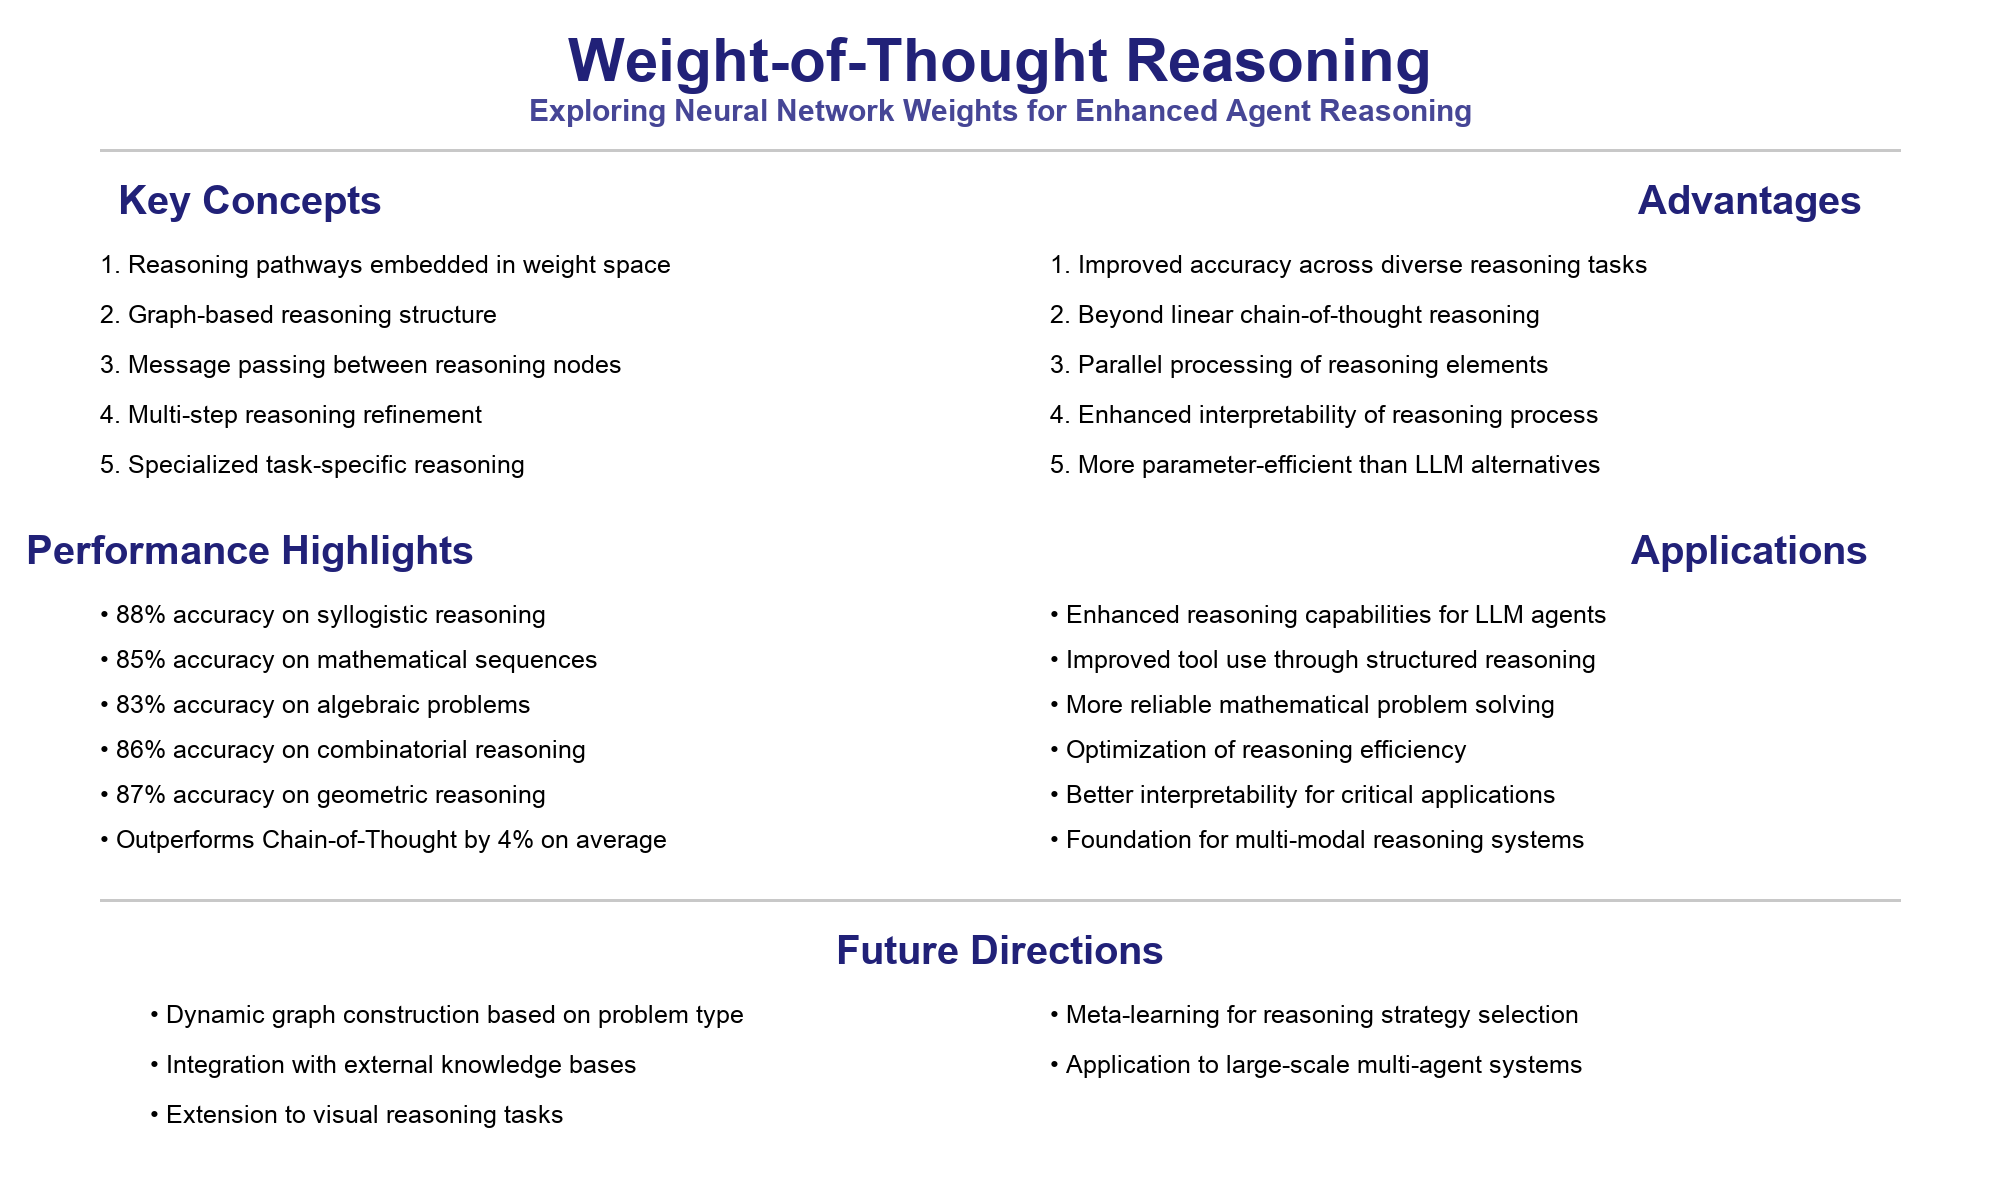 Weight-of-Thought Reasoning
Exploring Neural Network Weights for Enhanced Agent Reasoning
Key Concepts
1. Reasoning pathways embedded in weight space
2. Graph-based reasoning structure
3. Message passing between reasoning nodes
4. Multi-step reasoning refinement
5. Specialized task-specific reasoning
Advantages
1. Improved accuracy across diverse reasoning tasks
2. Beyond linear chain-of-thought reasoning
3. Parallel processing of reasoning elements
4. Enhanced interpretability of reasoning process
5. More parameter-efficient than LLM alternatives
Performance Highlights
• 88% accuracy on syllogistic reasoning
• 85% accuracy on mathematical sequences
• 83% accuracy on algebraic problems
• 86% accuracy on combinatorial reasoning
• 87% accuracy on geometric reasoning
• Outperforms Chain-of-Thought by 4% on average
Applications
• Enhanced reasoning capabilities for LLM agents
• Improved tool use through structured reasoning
• More reliable mathematical problem solving
• Optimization of reasoning efficiency
• Better interpretability for critical applications
• Foundation for multi-modal reasoning systems
Future Directions
• Dynamic graph construction based on problem type
• Integration with external knowledge bases
• Extension to visual reasoning tasks
• Meta-learning for reasoning strategy selection
• Application to large-scale multi-agent systems